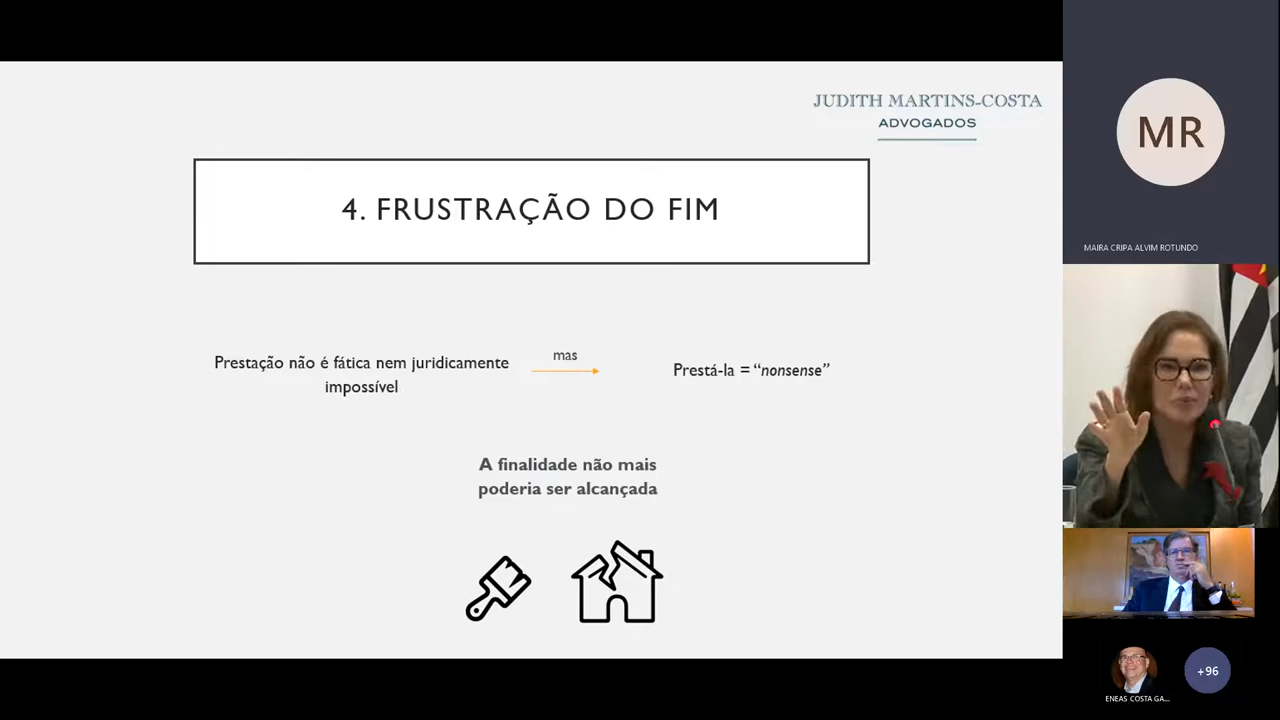 JUDITH MARTINS-COSTA
ADVOGADOS
4. FRUSTRAÇÃO DO FIM
Prestação não é fática nem juridicamente
impossível
mas
Prestá-la = “nonsense”
A finalidade não mais
poderia ser alcançada
MR
MAIRA CRIPA ALVIM ROTUNDO
ENEAS COSTA GA...
+96